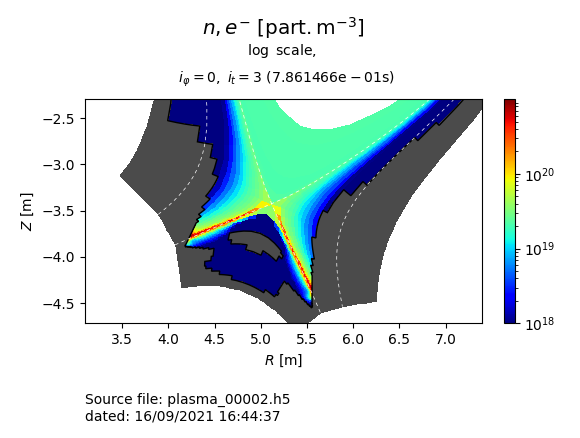 n, e⁻ [part. m⁻³]
log scale,
iφ = 0, iₜ = 3 (7.861466e − 01s)
−2.5
−3.0
−3.5
−4.0
−4.5
Z [m]
3.5 4.0 4.5 5.0 5.5 6.0 6.5 7.0
R [m]
10²⁰
10¹⁹
10¹⁸
Source file: plasma_00002.h5
dated: 16/09/2021 16:44:37